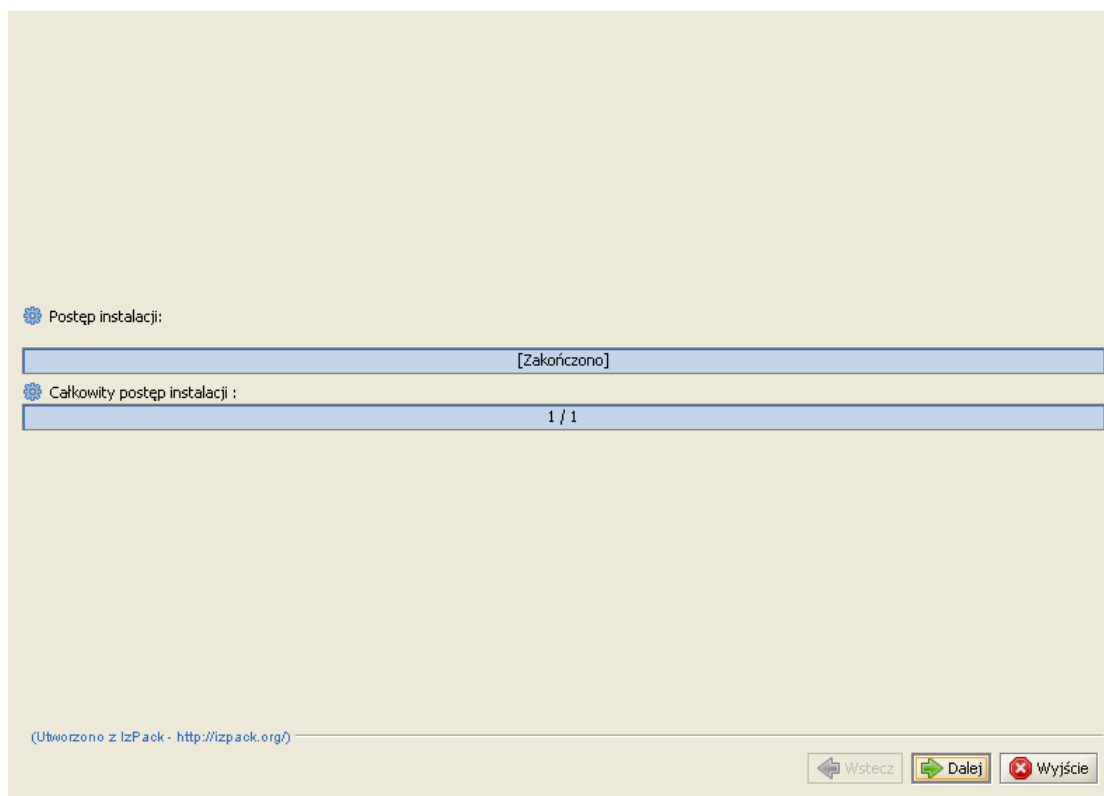 Postęp instalacji:
[Zakończono]
Całkowity postęp instalacji :
1 / 1
(Utworzono z IzPack - http://izpack.org/)
Wstecz Dalej Wyjście